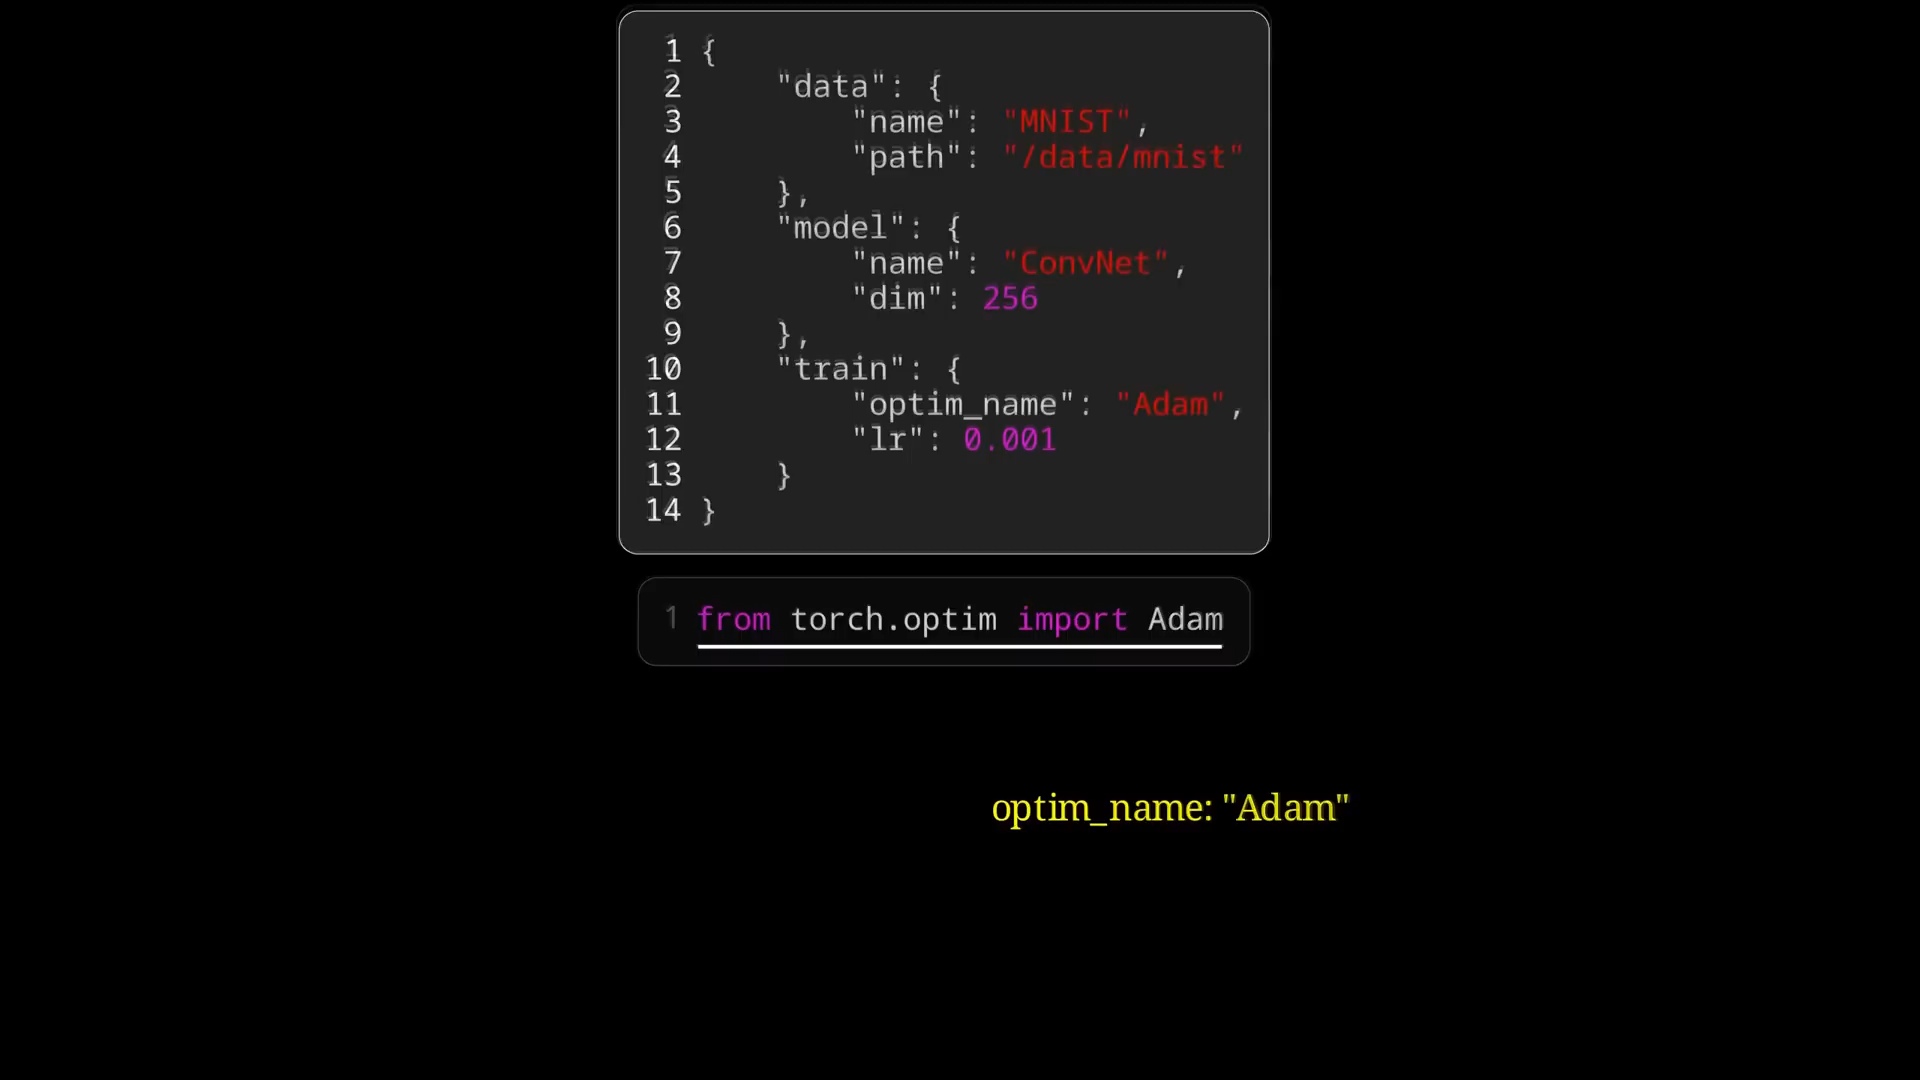 1 {
2     "data": {
3         "name": "MNIST",
4         "path": "/data/mnist"
5     },
6     "model": {
7         "name": "ConvNet",
8         "dim": 256
9     },
10     "train": {
11         "optim_name": "Adam",
12         "lr": 0.001
13     }
14 }
1 from torch.optim import Adam
optim_name: "Adam"